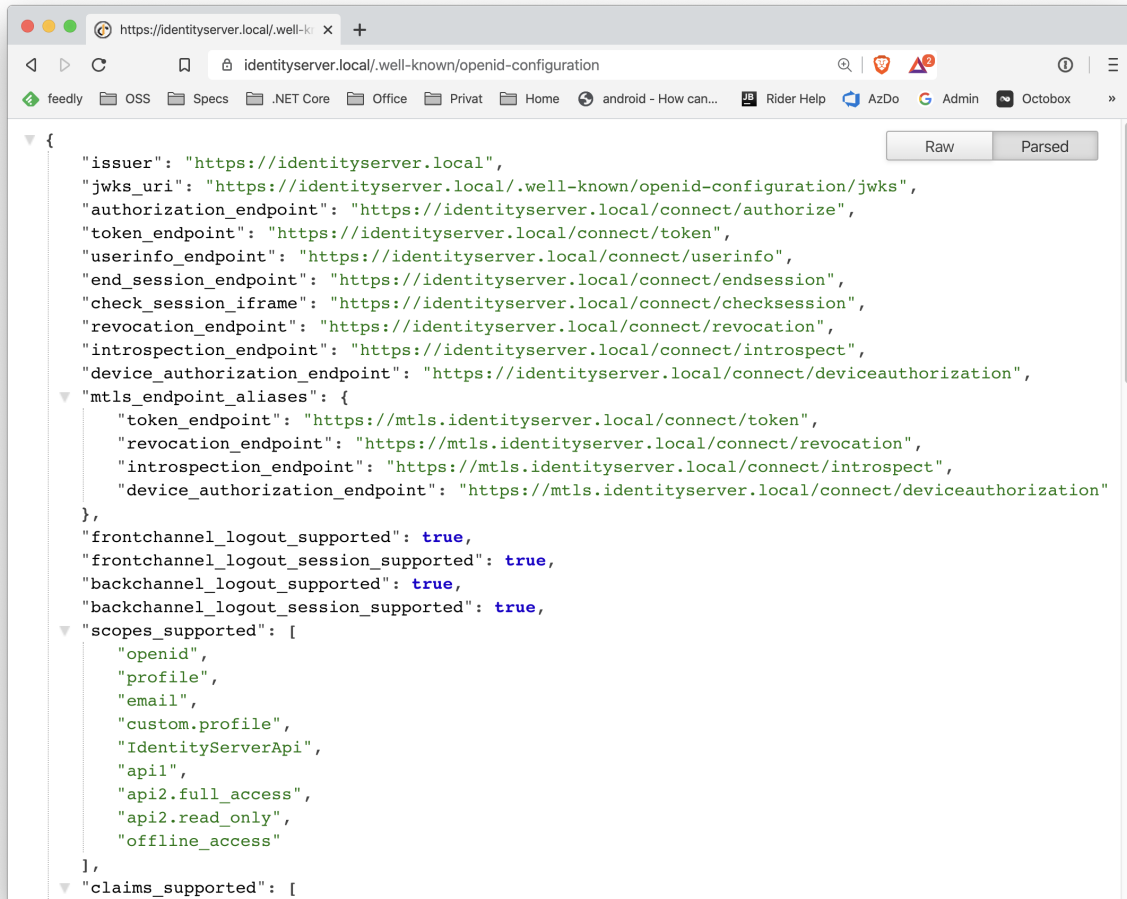 https://identityserver.local/.well-kr
identityserver.local/.well-known/openid-configuration
2
feedly OSS Specs .NET Core Office Privat Home android - How can... JB Rider Help AzDo G Admin Octobox »
Raw Parsed
{
"issuer": "https://identityserver.local",
"jwks_uri": "https://identityserver.local/.well-known/openid-configuration/jwks",
"authorization_endpoint": "https://identityserver.local/connect/authorize",
"token_endpoint": "https://identityserver.local/connect/token",
"userinfo_endpoint": "https://identityserver.local/connect/userinfo",
"end_session_endpoint": "https://identityserver.local/connect/endsession",
"check_session_iframe": "https://identityserver.local/connect/checksession",
"revocation_endpoint": "https://identityserver.local/connect/revocation",
"introspection_endpoint": "https://identityserver.local/connect/introspect",
"device_authorization_endpoint": "https://identityserver.local/connect/deviceauthorization",
"mtls_endpoint_aliases": {
"token_endpoint": "https://mtls.identityserver.local/connect/token",
"revocation_endpoint": "https://mtls.identityserver.local/connect/revocation",
"introspection_endpoint": "https://mtls.identityserver.local/connect/introspect",
"device_authorization_endpoint": "https://mtls.identityserver.local/connect/deviceauthorization"
},
"frontchannel_logout_supported": true,
"frontchannel_logout_session_supported": true,
"backchannel_logout_supported": true,
"backchannel_logout_session_supported": true,
"scopes_supported": [
"openid",
"profile",
"email",
"custom.profile",
"IdentityServerApi",
"api1",
"api2.full_access",
"api2.read_only",
"offline_access"
],
"claims_supported": [